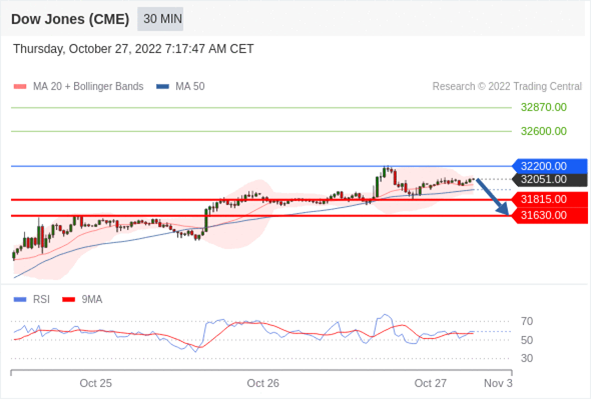 Dow Jones (CME) 30 MIN
Thursday, October 27, 2022 7:17:47 AM CET
MA 20 + Bollinger Bands MA 50 Research © 2022 Trading Central
32870.00
32600.00
32200.00
32051.00
31815.00
31630.00
RSI 9MA
70
50
30
Oct 25 Oct 26 Oct 27 Nov 3